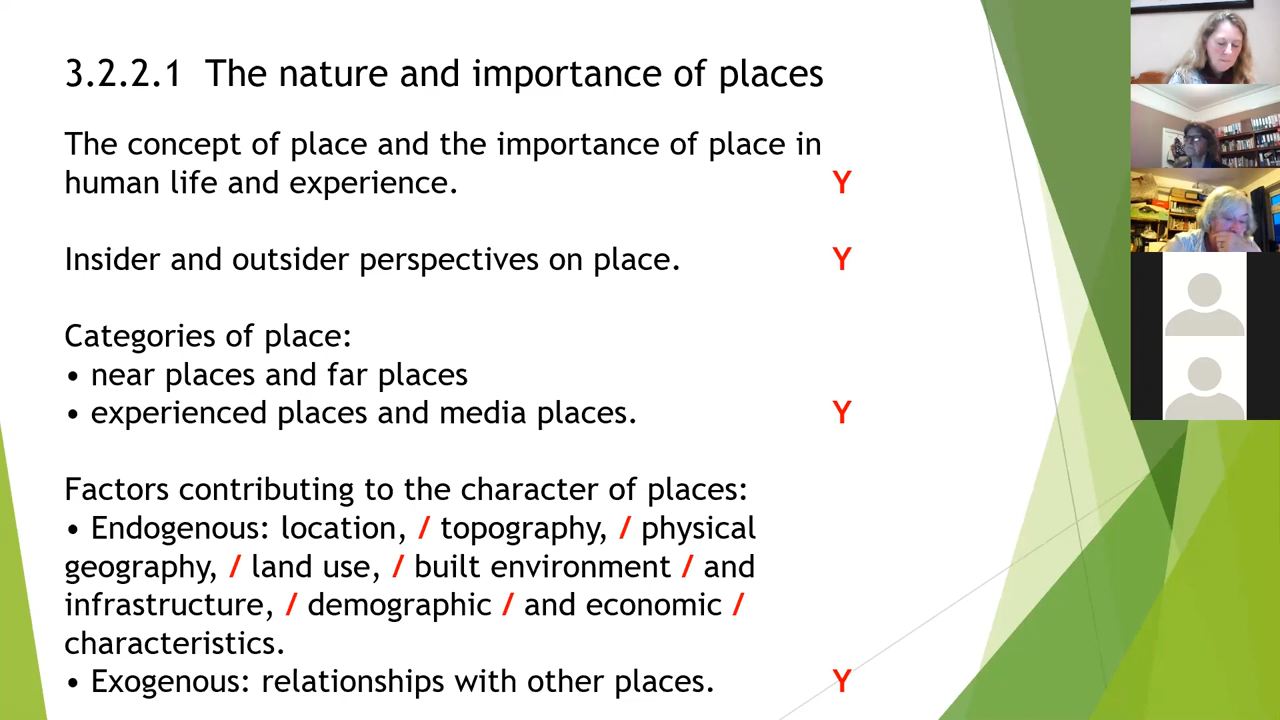 3.2.2.1 The nature and importance of places
The concept of place and the importance of place in
human life and experience. Y
Insider and outsider perspectives on place. Y
Categories of place:
• near places and far places
• experienced places and media places. Y
Factors contributing to the character of places:
• Endogenous: location, / topography, / physical
geography, / land use, / built environment / and
infrastructure, / demographic / and economic /
characteristics.
• Exogenous: relationships with other places. Y